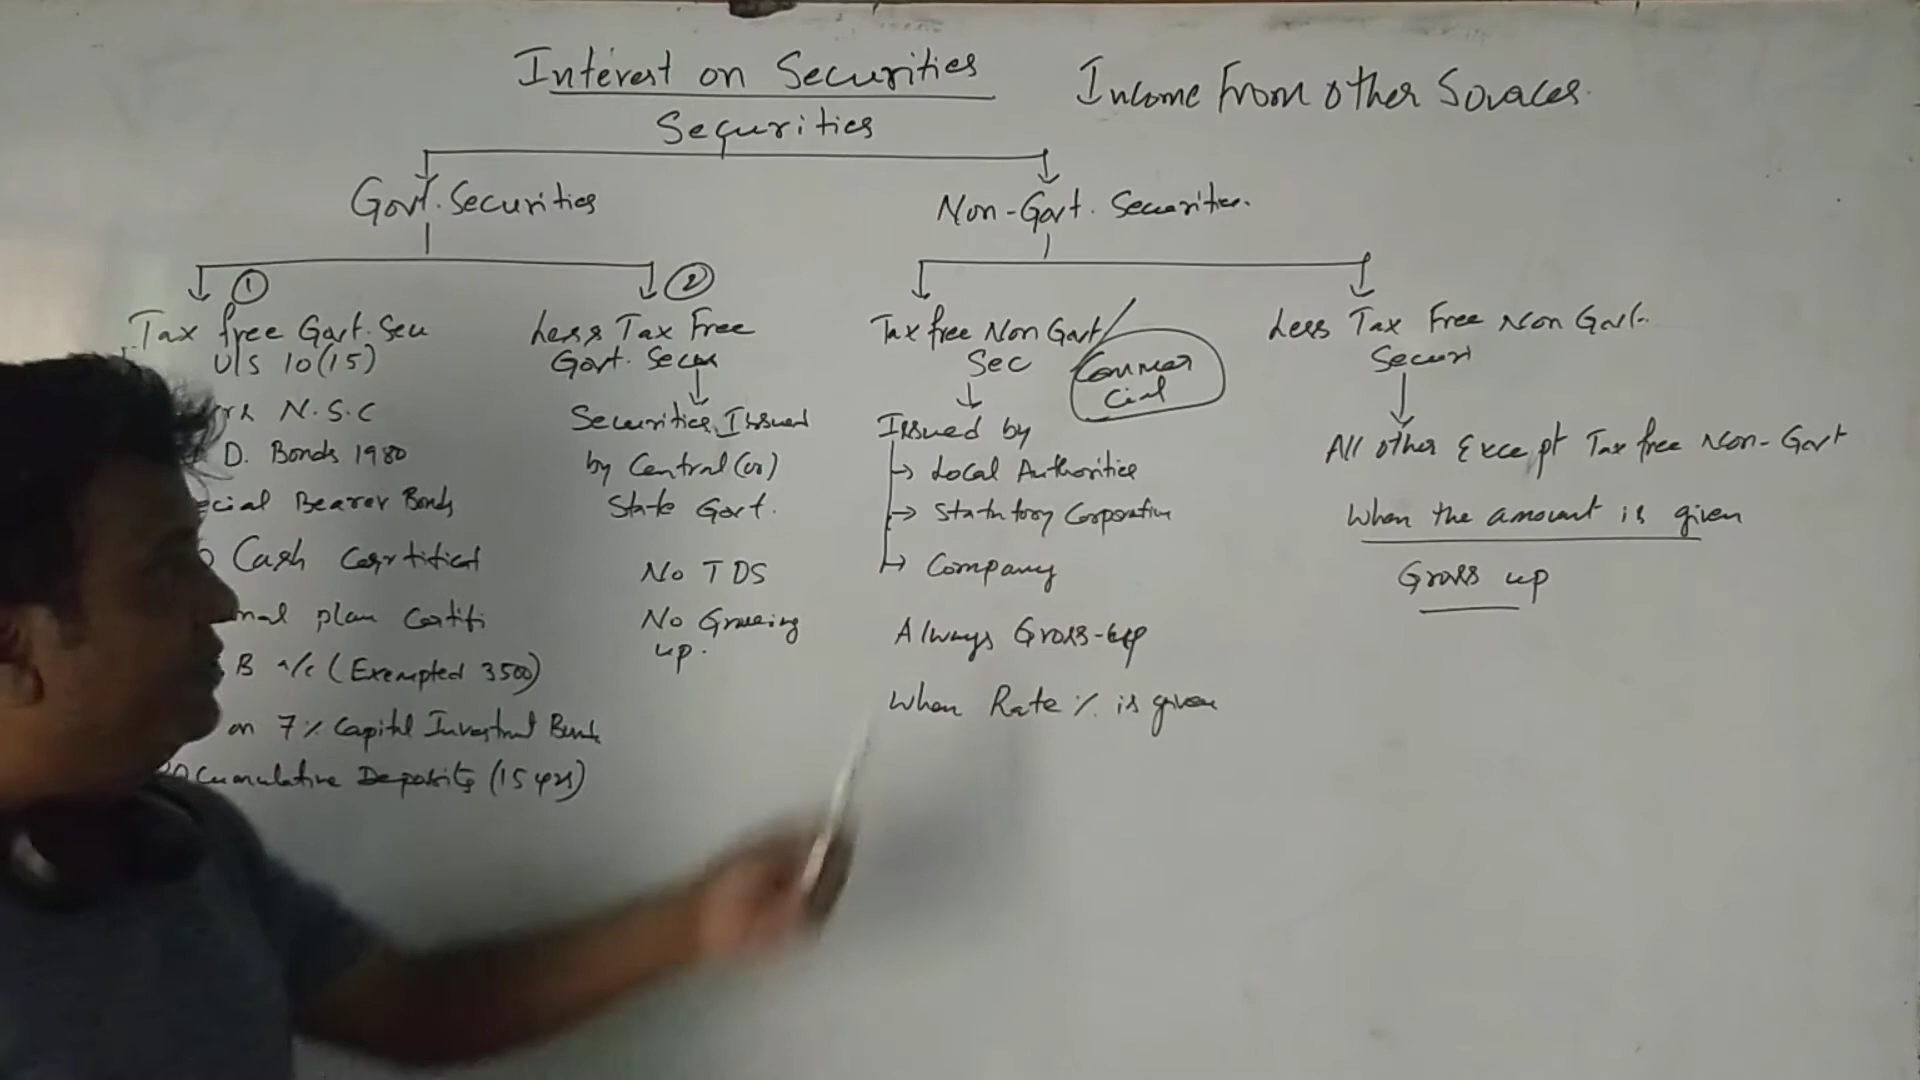 Interest on Securities
Income From Other Sources
Securities
Govt. Securities
Non-Govt. Securities.
①
②
Tax free Govt. Secu
U/S 10(15)
N.S.C
D. Bonds 1980
cial Bearer Bonds
Cash Certificat
nal plan Certifi
B a/c (Exempted 3500)
on 7% Capital Investment Bonds
Cumulative Deposits (15 yrs)
Less Tax Free
Govt. Secur
Securities Issued
by Central (or)
State Govt.
No TDS
No Grossing
up.
Tax free Non Govt
Sec
Commer
cial
Issued by
Local Authorities
Statutory Corporation
Company
Always Gross-up
When Rate % is given
Less Tax Free Non Govt.
Securi
All other Except Tax free Non-Govt
When the amount is given
Gross up